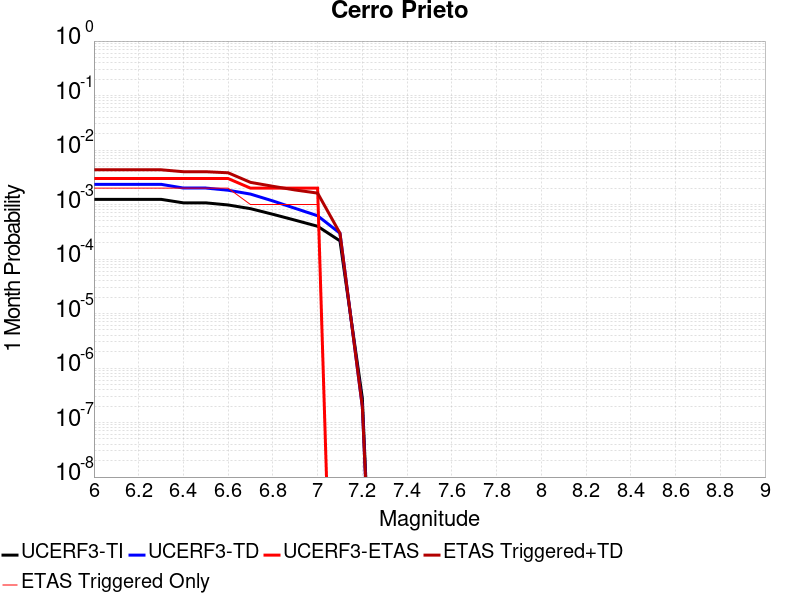 Cerro Prieto
10^0
10^-1
10^-2
10^-3
10^-4
10^-5
10^-6
10^-7
10^-8
1 Month Probability
6 6.2 6.4 6.6 6.8 7 7.2 7.4 7.6 7.8 8 8.2 8.4 8.6 8.8 9
Magnitude
UCERF3-TI UCERF3-TD UCERF3-ETAS ETAS Triggered+TD
ETAS Triggered Only